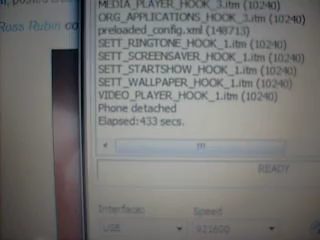 MEDIA_PLAYER_HOOK_3.itm (10240)
ORG_APPLICATIONS_HOOK_3.itm (10240)
preloaded_config.xml (148713)
SETT_RINGTONE_HOOK_1.itm (10240)
SETT_SCREENSAVER_HOOK_1.itm (10240)
SETT_STARTSHOW_HOOK_1.itm (10240)
SETT_WALLPAPER_HOOK_1.itm (10240)
VIDEO_PLAYER_HOOK_1.itm (10240)
Phone detached
Elapsed:433 secs.
Ross Rubin
READY
Interface: Speed
USB 921600